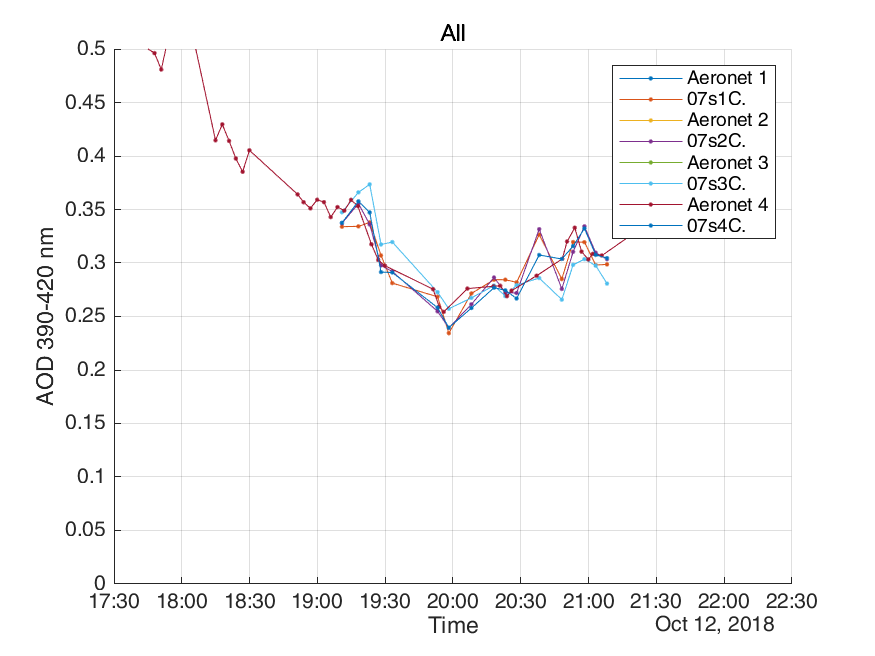 All
0.5
0.45
0.4
0.35
0.3
0.25
0.2
0.15
0.1
0.05
0
AOD 390-420 nm
Aeronet 1
07s1C.
Aeronet 2
07s2C.
Aeronet 3
07s3C.
Aeronet 4
07s4C.
17:30 18:00 18:30 19:00 19:30 20:00 20:30 21:00 21:30 22:00 22:30
Time
Oct 12, 2018